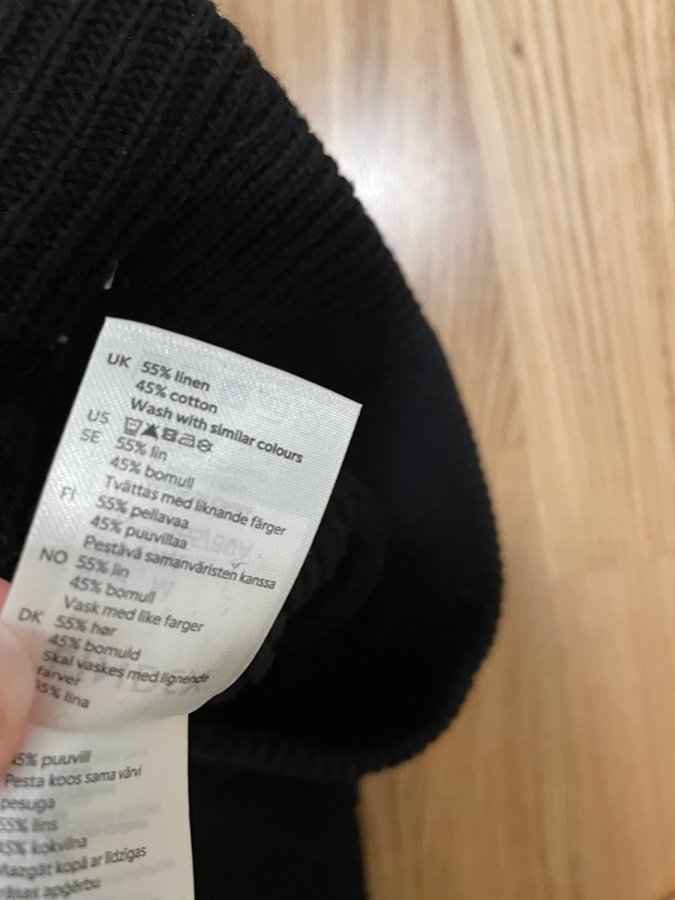 UK 55% linen
45% cotton
Wash with similar colours
US
SE 55% lin
45% bomull
Tvättas med liknande färger
FI 55% pellavaa
45% puuvillaa
Pestävä samanväristen kanssa
NO 55% lin
45% bomull
Vask med like farger
DK 55% hør
45% bomuld
Skal vaskes med lignende
farver
55% lina
45% puuvill
Pesta koos sama värvi
pesuga
55% lins
45% kokvilna
Mazgāt kopā ar līdzīgas
krāsas apģērbu